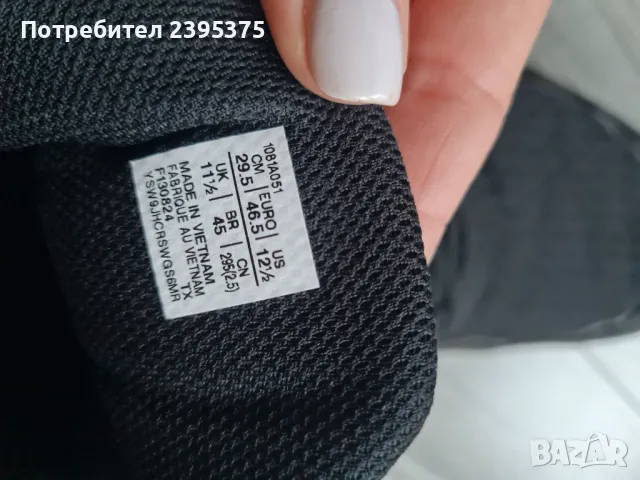 Потребител 2395375
1081A051
CM | EURO | US
29.5 | 46.5 | 12½
UK | BR | CN
11½ | 45 | 295(2.5)
MADE IN VIETNAM
FABRIQUE AU VIETNAM
F130824 TX
YSW9JHCRSWGS6MR
BAZAR